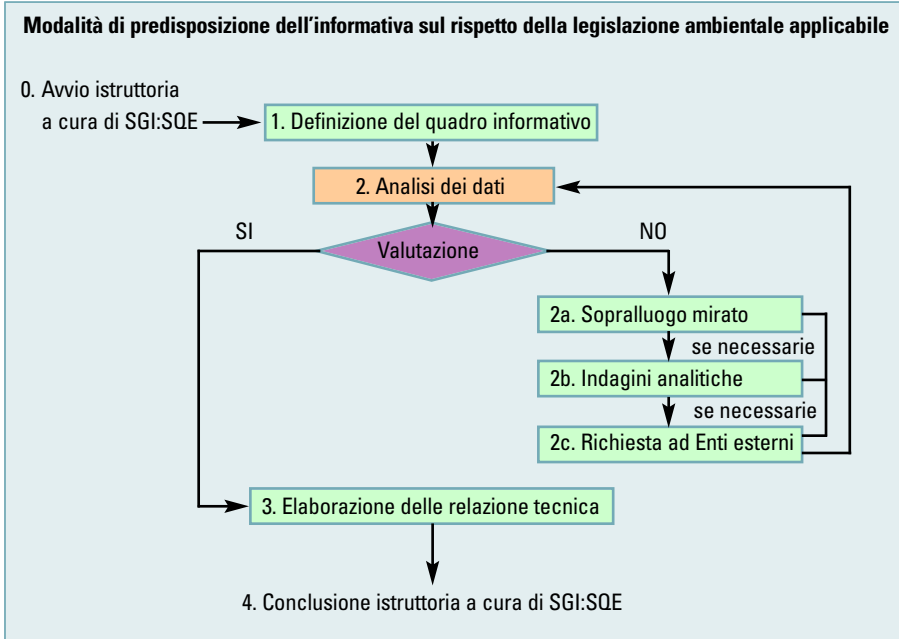 Modalità di predisposizione dell'informativa sul rispetto della legislazione ambientale applicabile
0. Avvio istruttoria
a cura di SGI:SQE
1. Definizione del quadro informativo
2. Analisi dei dati
SI
Valutazione
NO
2a. Sopralluogo mirato
se necessarie
2b. Indagini analitiche
se necessarie
2c. Richiesta ad Enti esterni
3. Elaborazione delle relazione tecnica
4. Conclusione istruttoria a cura di SGI:SQE